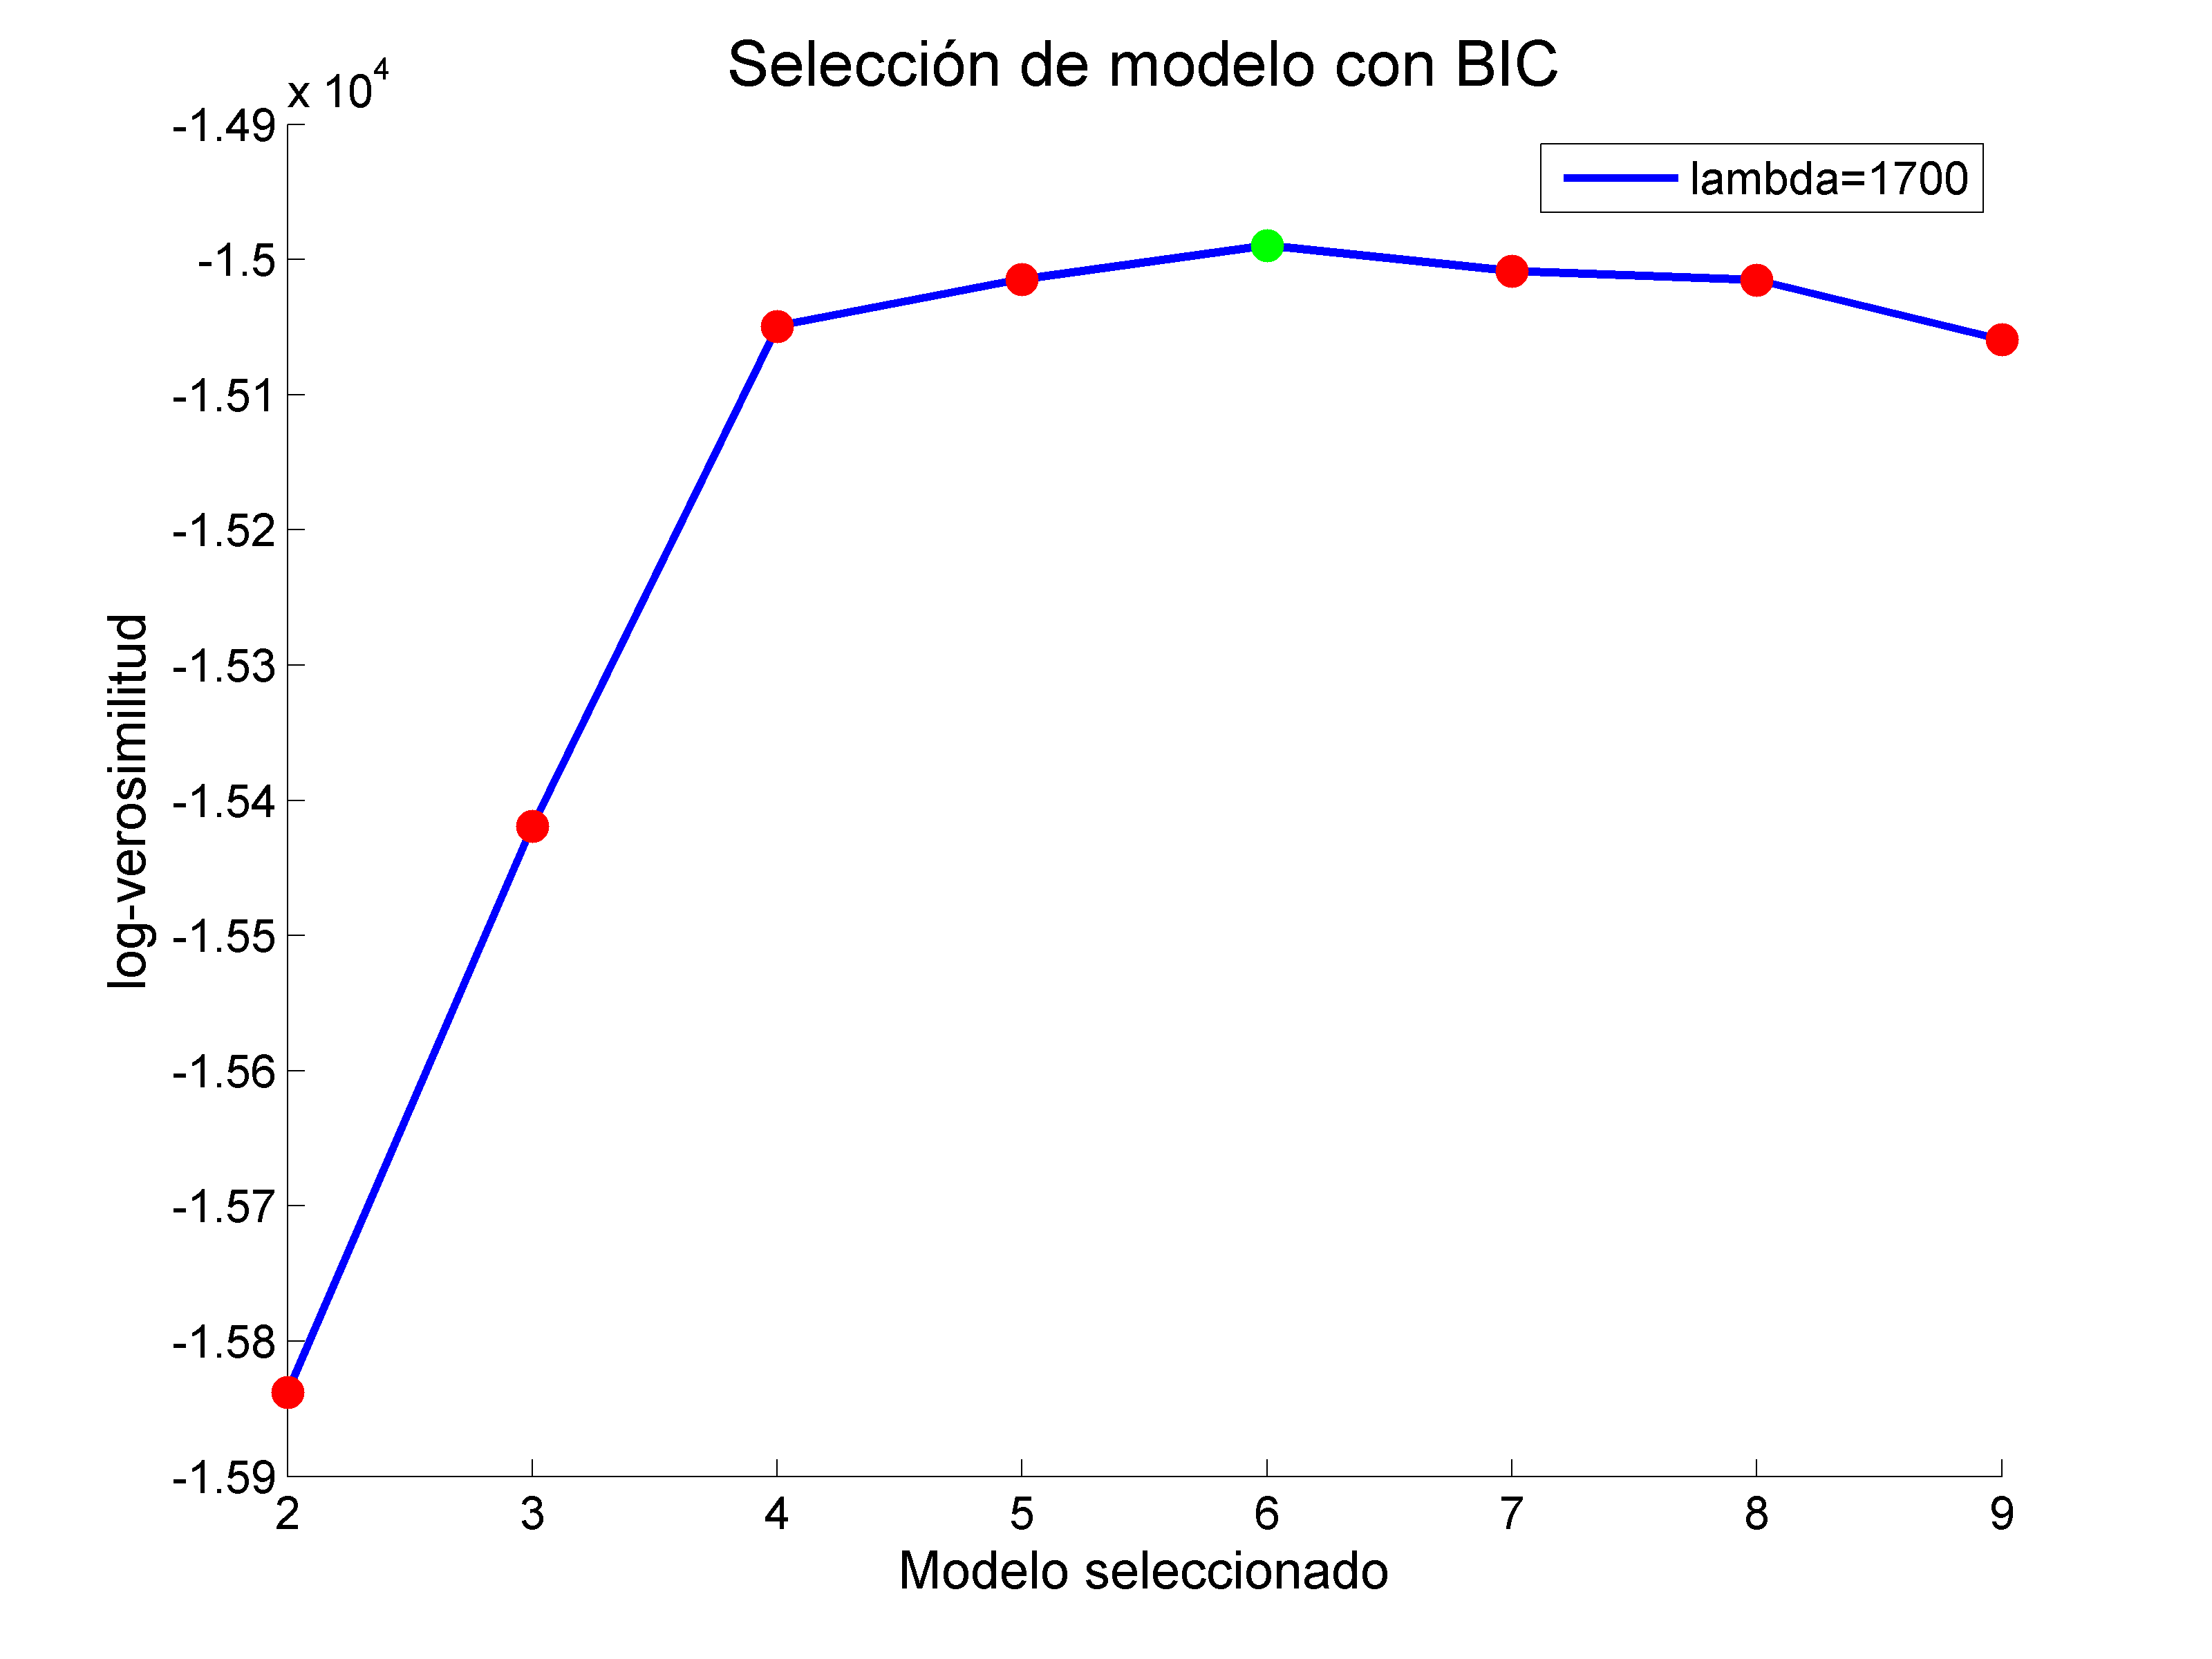 Selección de modelo con BIC
x 10^4
lambda=1700
-1.49
-1.5
-1.51
-1.52
-1.53
-1.54
-1.55
-1.56
-1.57
-1.58
-1.59
log-verosimilitud
2 3 4 5 6 7 8 9
Modelo seleccionado